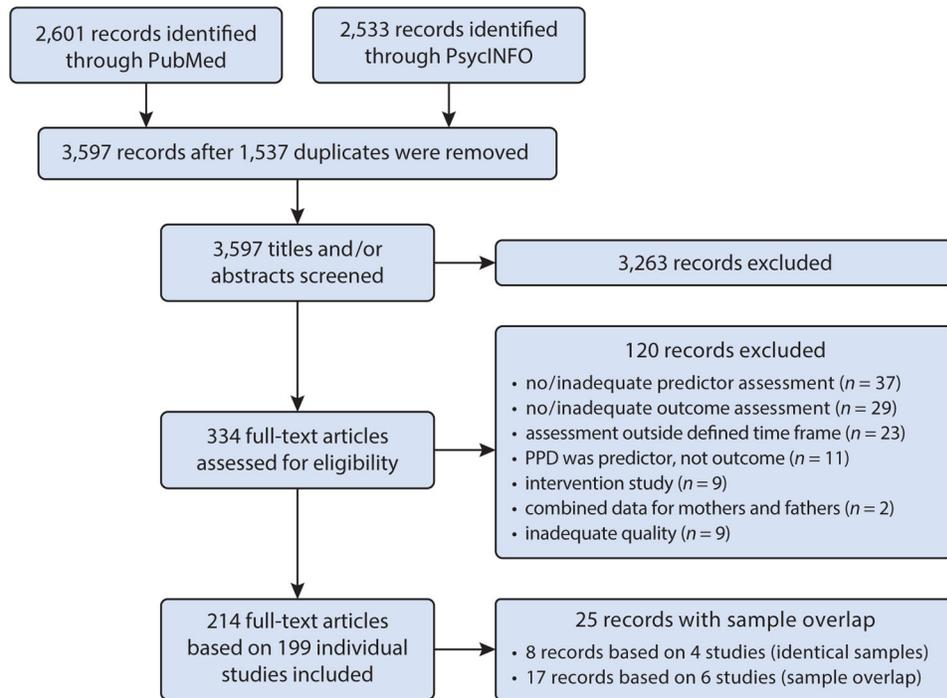 2,601 records identified
through PubMed
2,533 records identified
through PsycINFO
3,597 records after 1,537 duplicates were removed
3,597 titles and/or
abstracts screened
3,263 records excluded
334 full-text articles
assessed for eligibility
120 records excluded
• no/inadequate predictor assessment (n = 37)
• no/inadequate outcome assessment (n = 29)
• assessment outside defined time frame (n = 23)
• PPD was predictor, not outcome (n = 11)
• intervention study (n = 9)
• combined data for mothers and fathers (n = 2)
• inadequate quality (n = 9)
214 full-text articles
based on 199 individual
studies included
25 records with sample overlap
• 8 records based on 4 studies (identical samples)
• 17 records based on 6 studies (sample overlap)